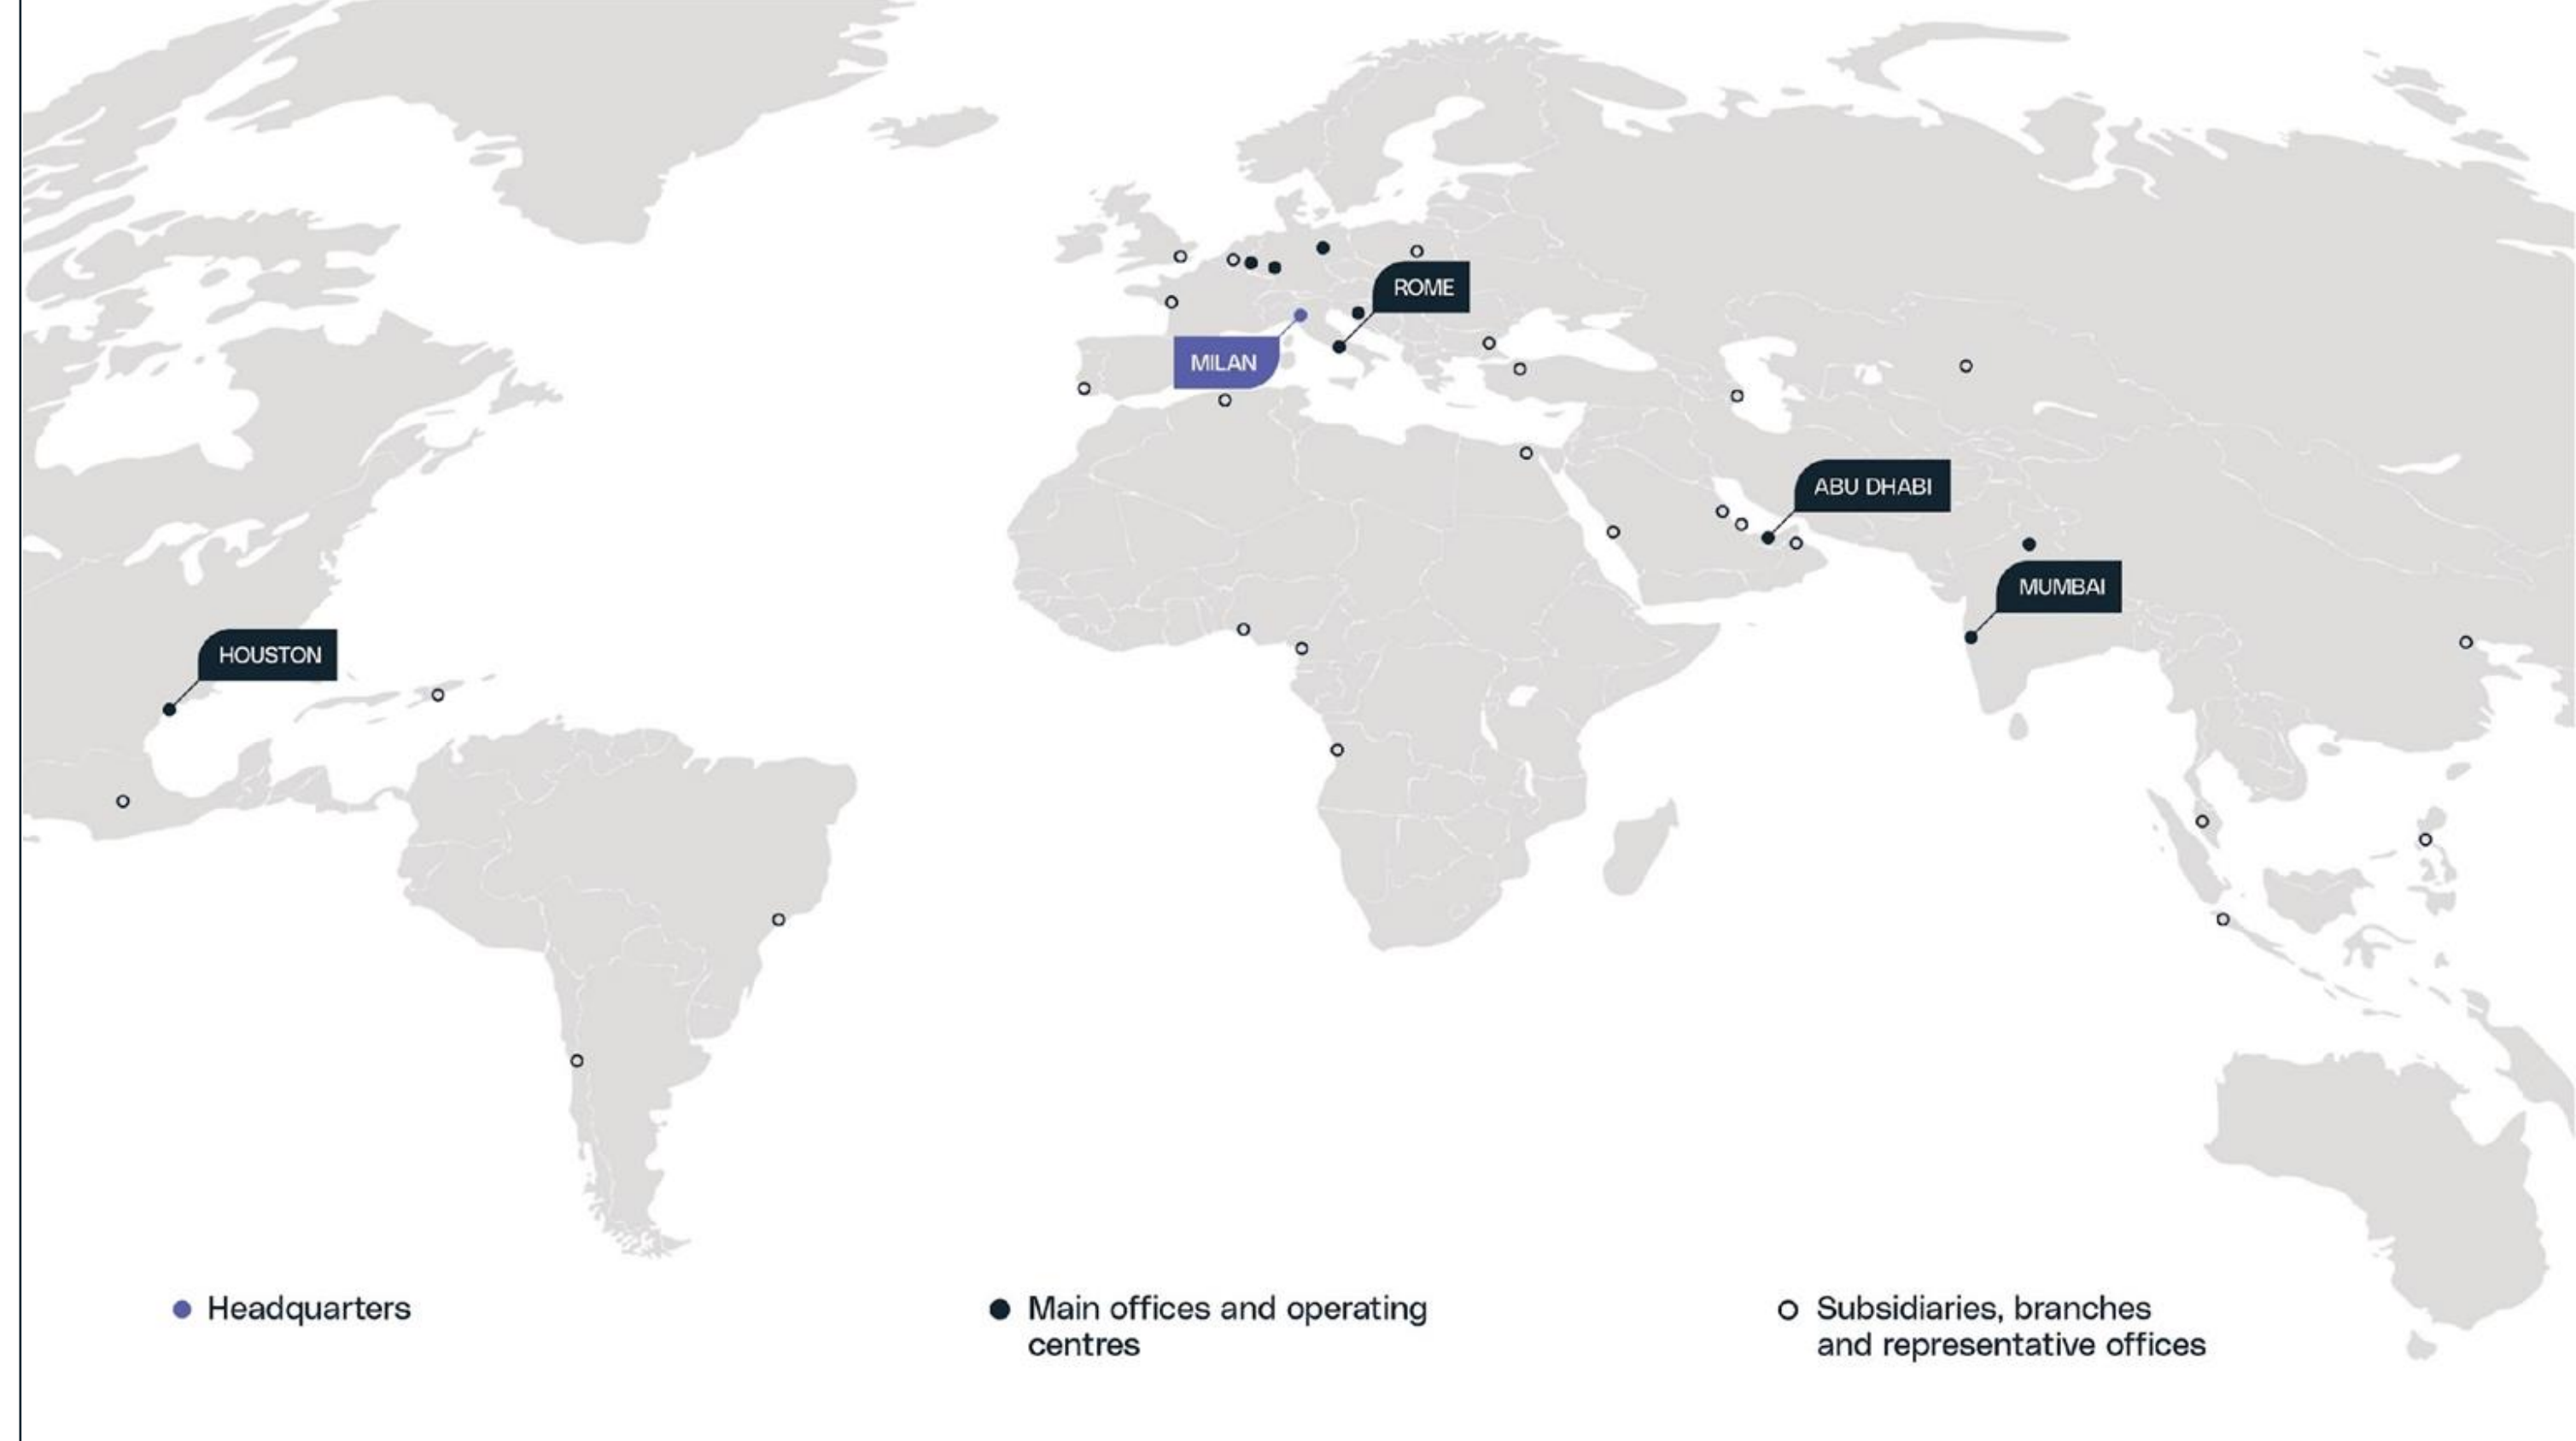 ROME
MILAN
ABU DHABI
MUMBAI
HOUSTON
Headquarters
Main offices and operating
centres
Subsidiaries, branches
and representative offices